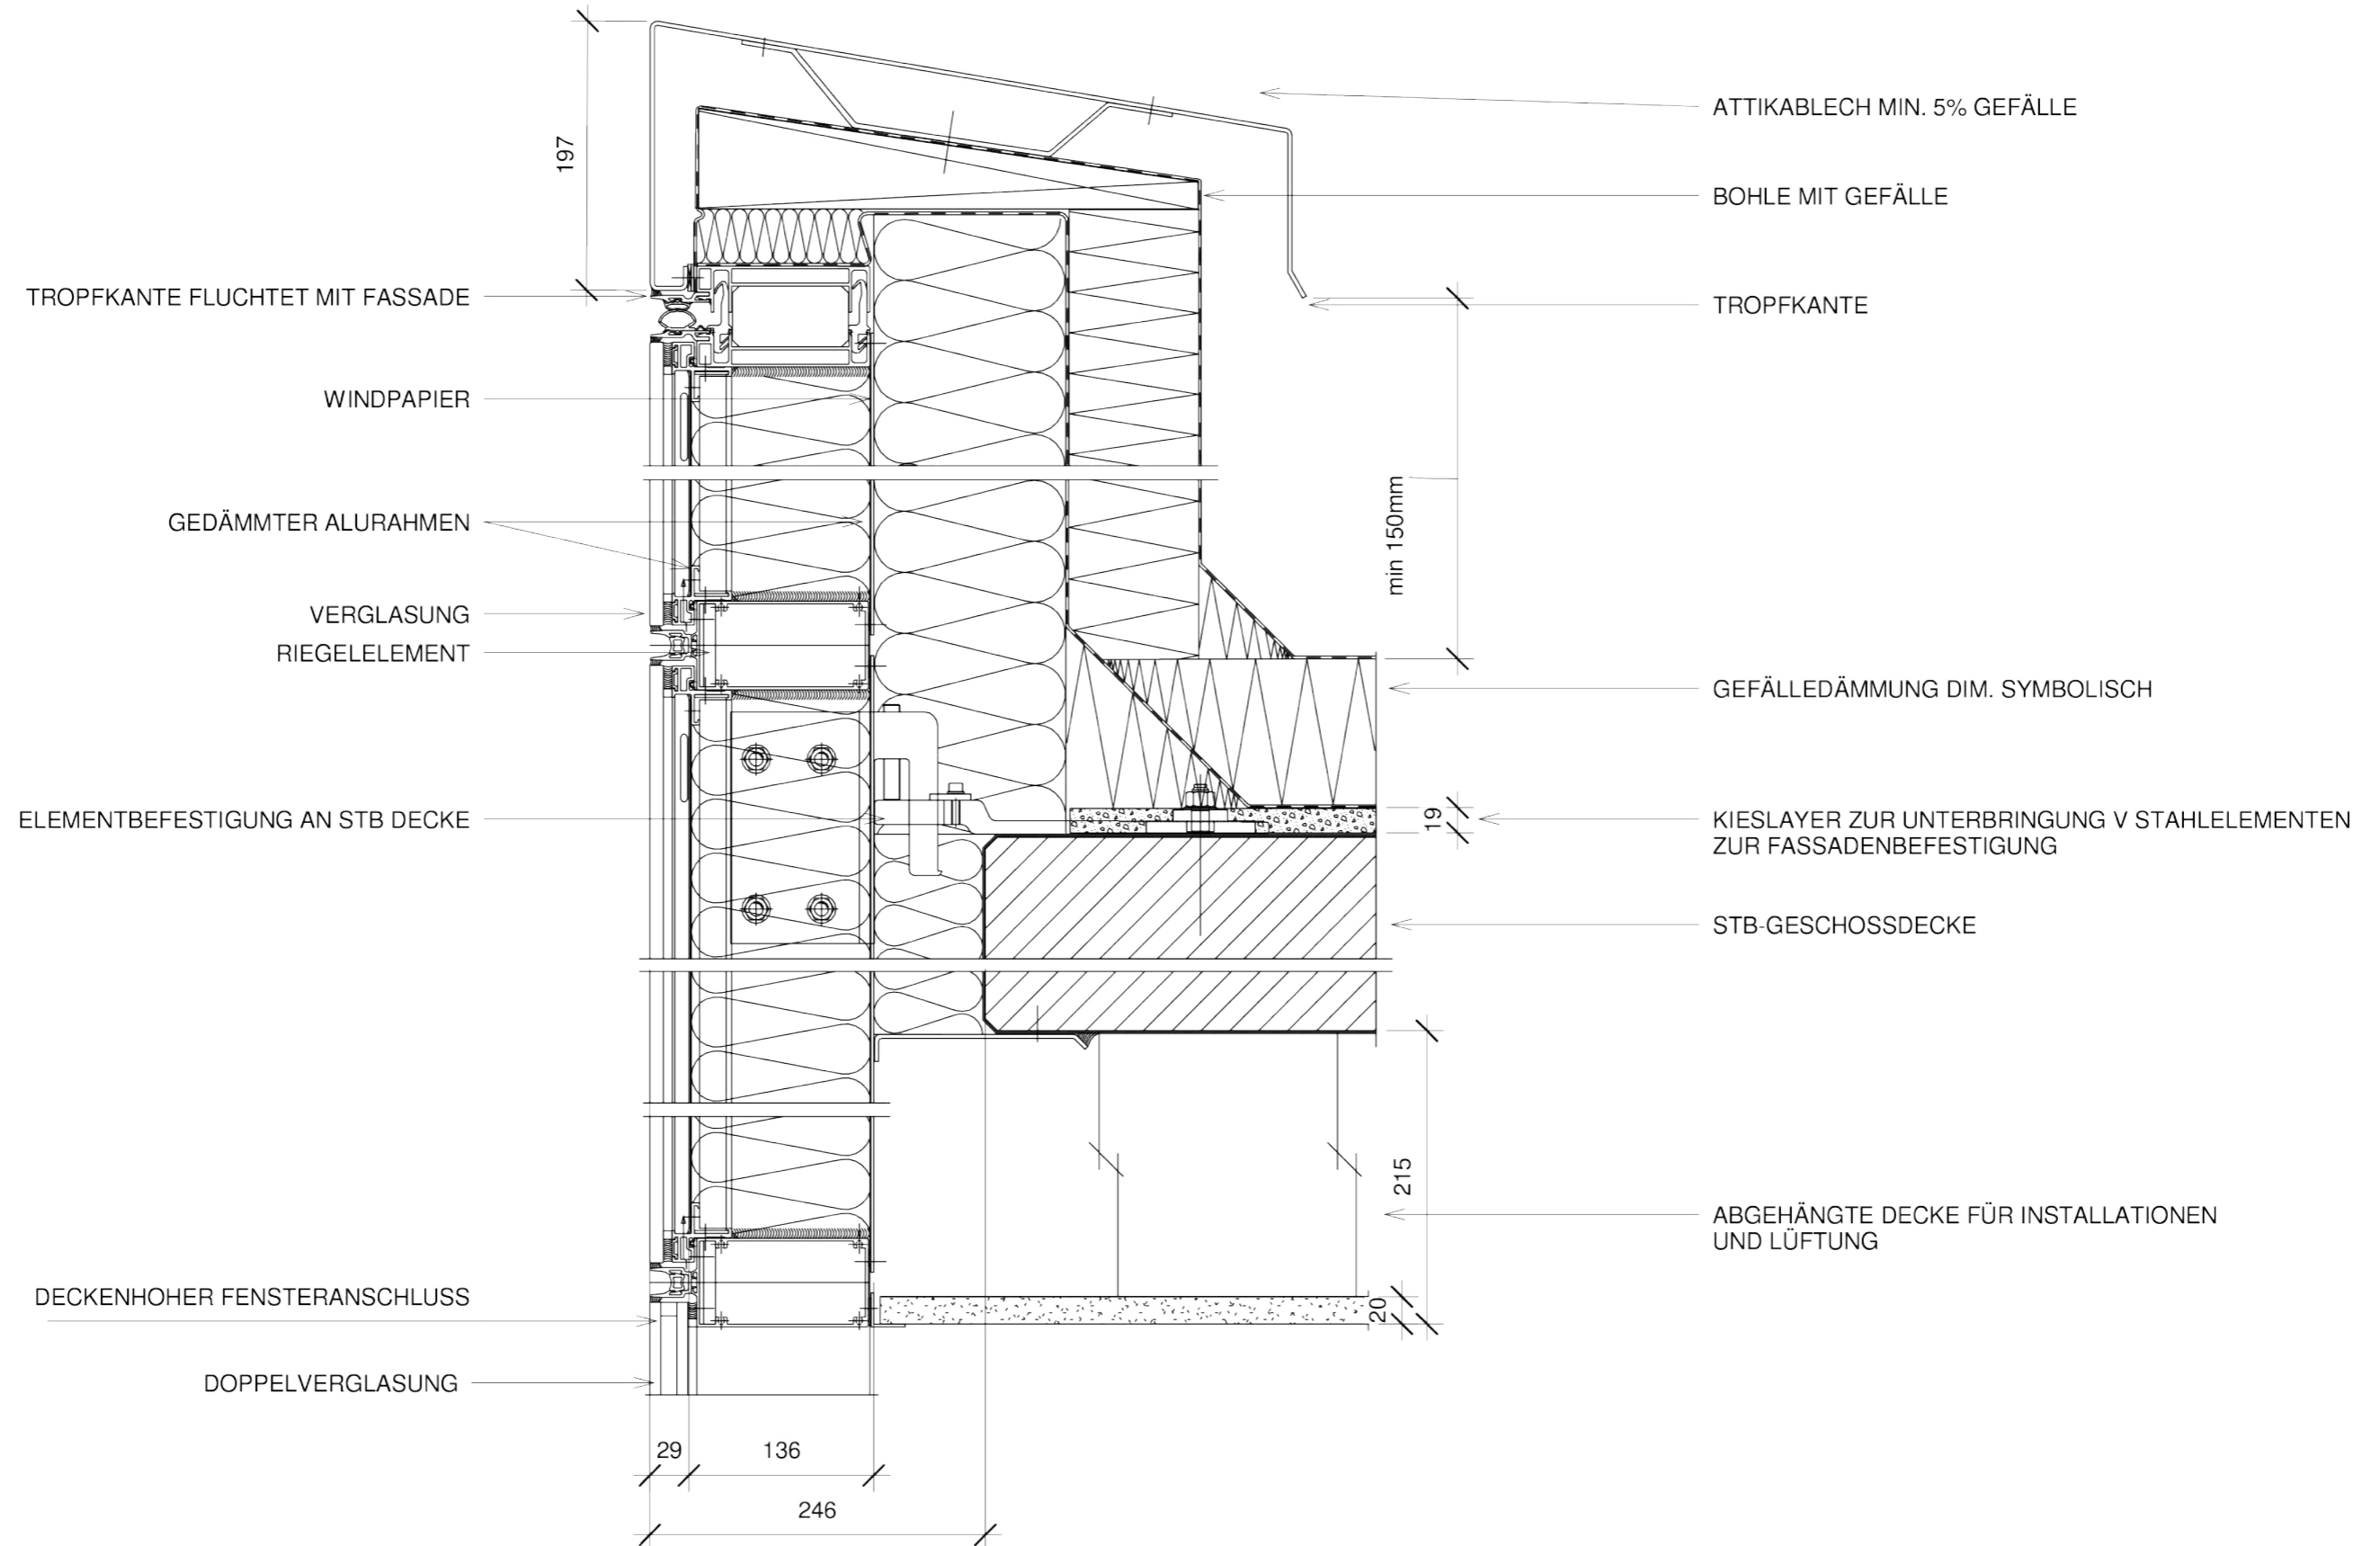 197
ATTIKABLECH MIN. 5% GEFÄLLE
BOHLE MIT GEFÄLLE
TROPFKANTE FLUCHTET MIT FASSADE
TROPFKANTE
WINDPAPIER
min 150mm
GEDÄMMTER ALURAHMEN
VERGLASUNG
RIEGELELEMENT
GEFÄLLEDÄMMUNG DIM. SYMBOLISCH
ELEMENTBEFESTIGUNG AN STB DECKE
19
KIESLAYER ZUR UNTERBRINGUNG V STAHLELEMENTEN
ZUR FASSADENBEFESTIGUNG
STB-GESCHOSSDECKE
215
ABGEHÄNGTE DECKE FÜR INSTALLATIONEN
UND LÜFTUNG
20
DECKENHOHER FENSTERANSCHLUSS
DOPPELVERGLASUNG
29
136
246